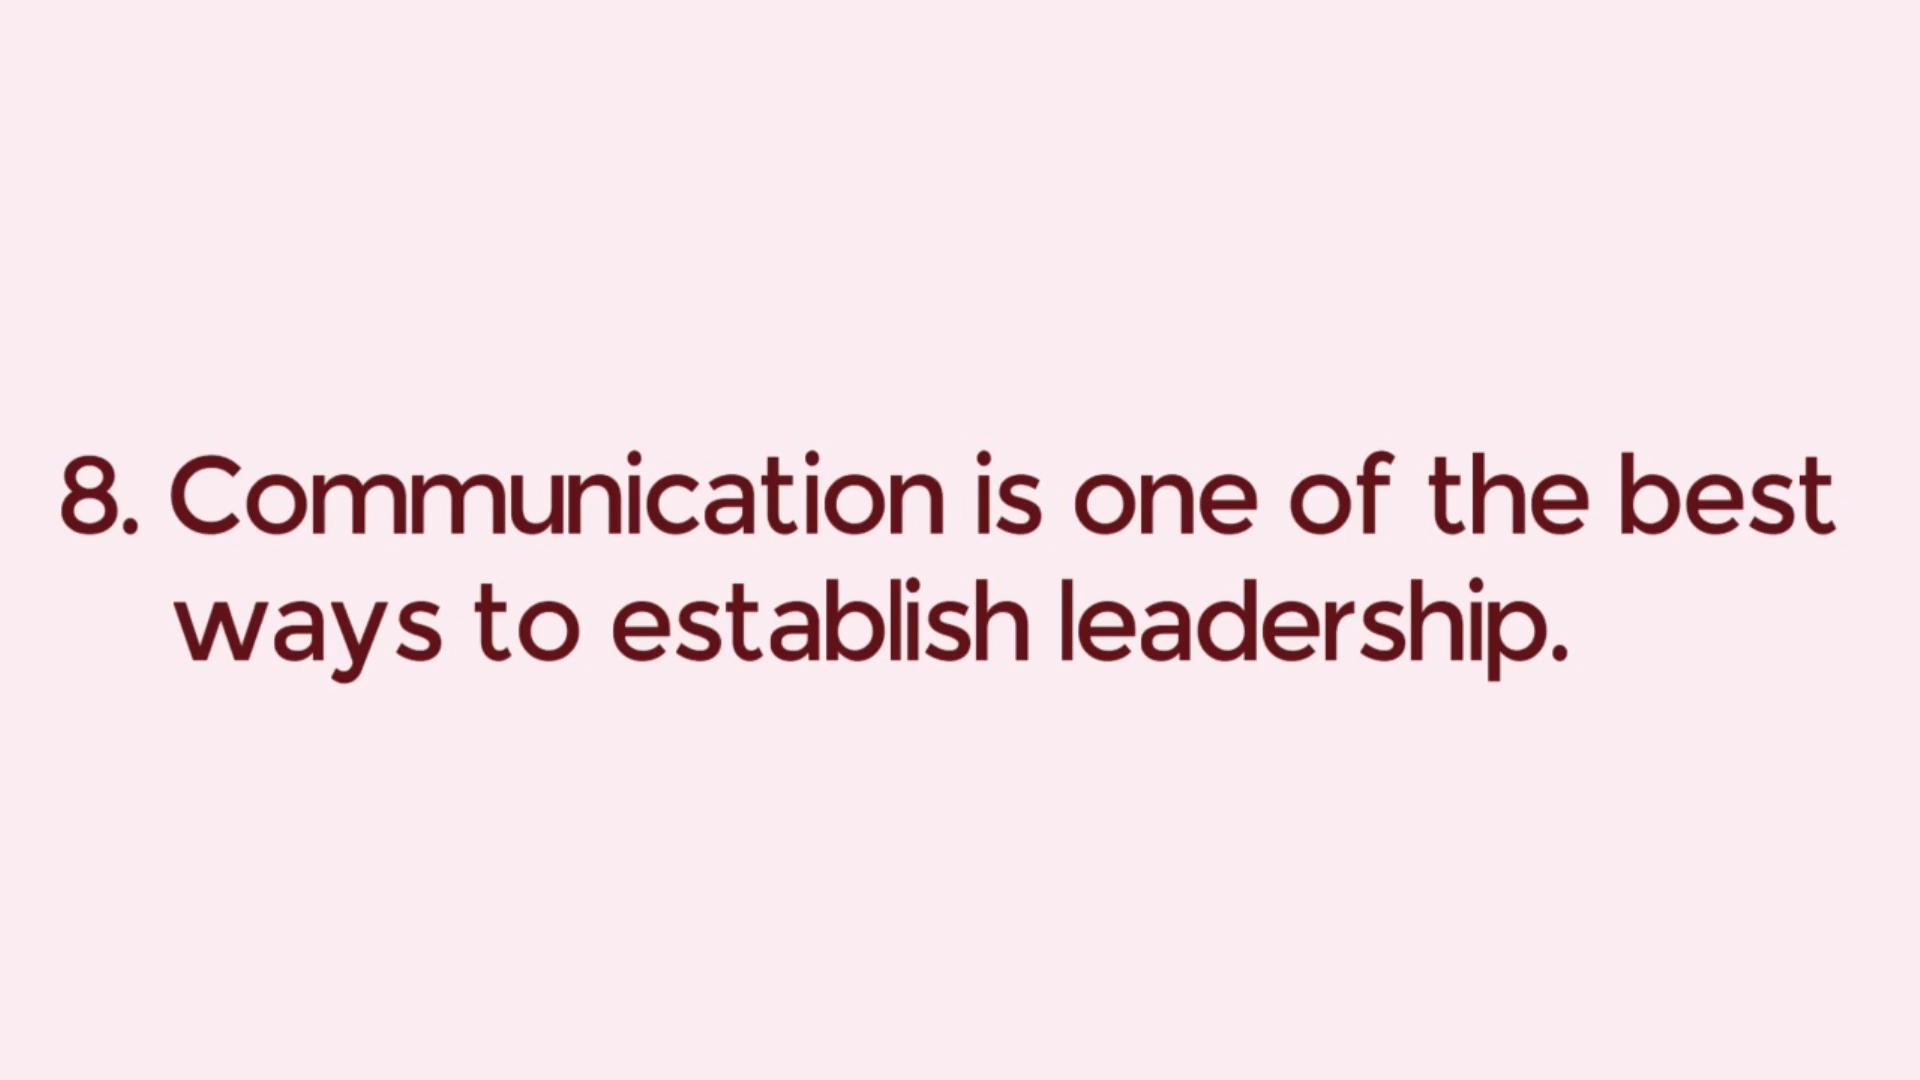 8. Communication is one of the best
ways to establish leadership.